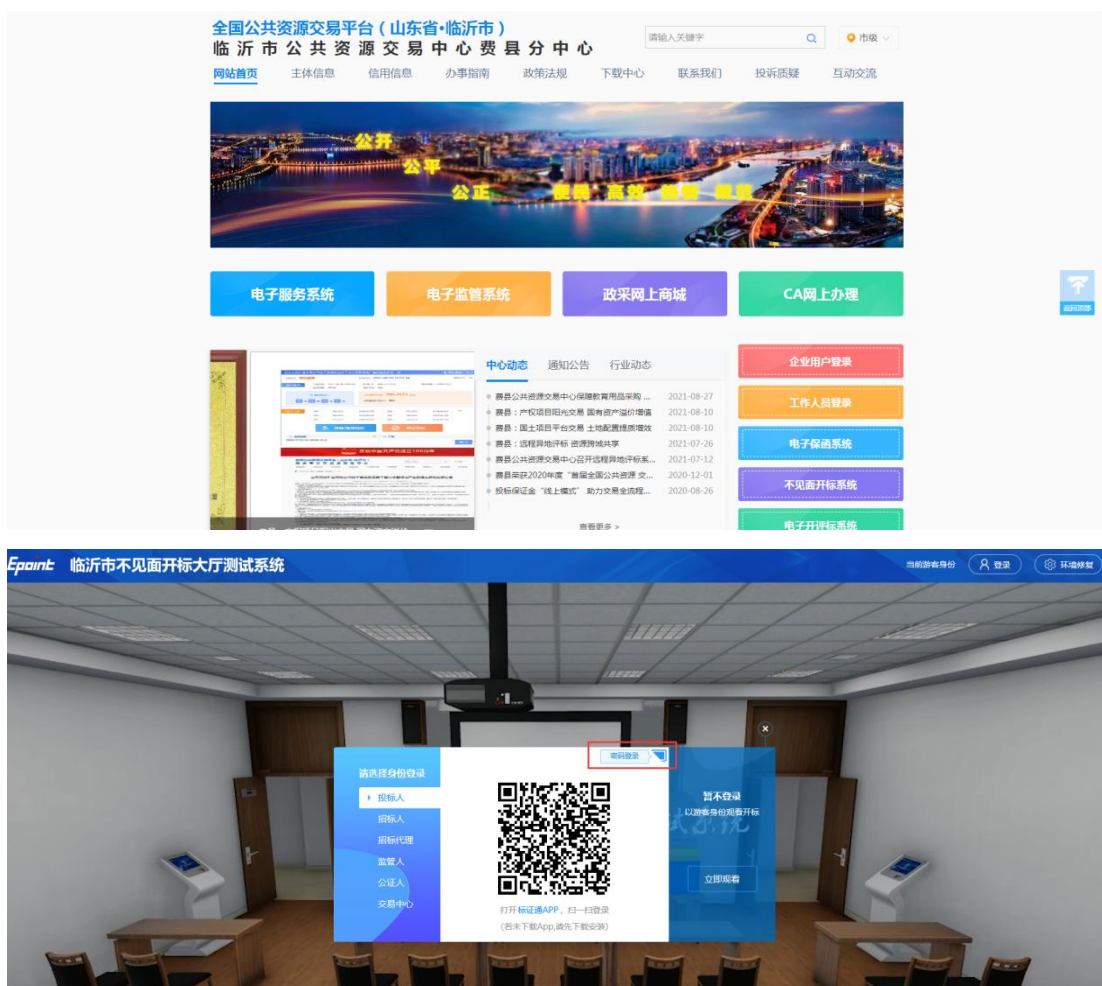 全国公共资源交易平台（山东省•临沂市）
临沂市公共资源交易中心费县分中心
请输入关键字
市级
网站首页 主体信息 信用信息 办事指南 政策法规 下载中心 联系我们 投诉质疑 互动交流
公开
公平
公正 便民 高效
电子服务系统 电子监管系统 政采网上商城 CA网上办理
返回顶部
中心动态 通知公告 行业动态
费县公共资源交易中心保障教育用品采购 ... 2021-08-27
费县：产权项目阳光交易 国有资产溢价增值 2021-08-10
费县：国土项目平台交易 土地配置提质增效 2021-08-10
费县：远程异地评标 资源跨域共享 2021-07-26
费县公共资源交易中心召开远程异地评标系... 2021-07-12
费县荣获2020年度“首届全国公共资源 交... 2020-12-01
投标保证金“线上模式” 助力交易全流程... 2020-08-26
查看更多 >
企业用户登录
工作人员登录
电子保函系统
不见面开标系统
电子开评标系统
Epoint 临沂市不见面开标大厅测试系统
当前游客身份 登录 环境修复
密码登录
请选择身份登录
投标人
招标人
招标代理
监管人
公证人
交易中心
打开标证通APP，扫一扫登录
(若未下载App,请先下载安装)
暂不登录
以游客身份观看开标
立即观看